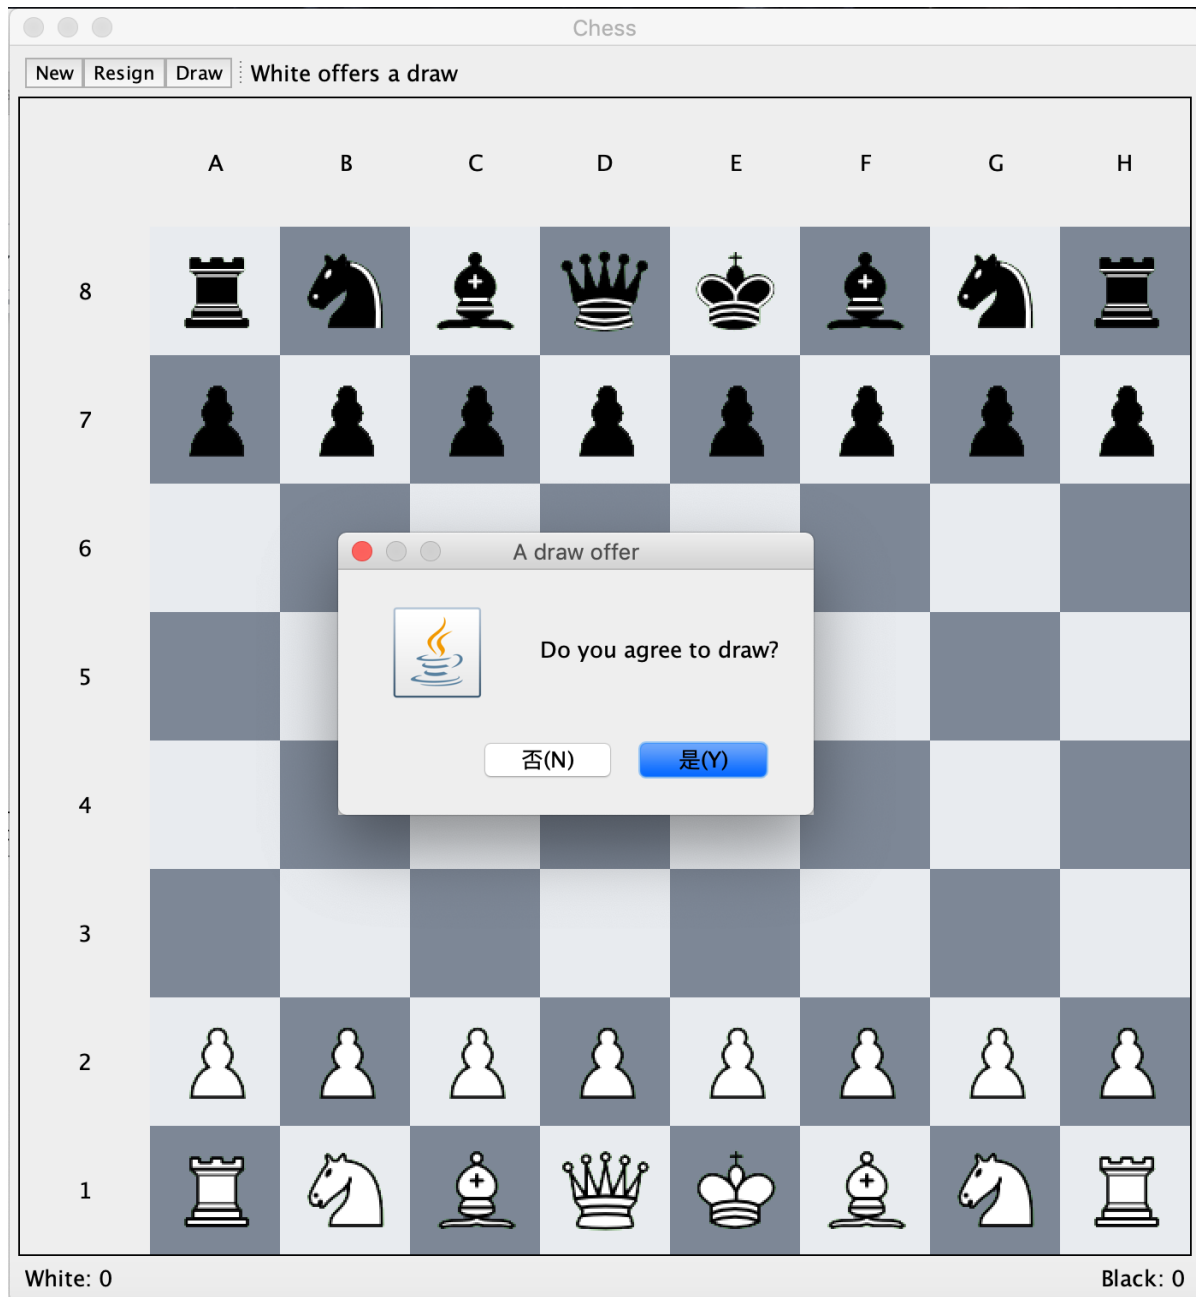 Chess
New Resign Draw White offers a draw
A B C D E F G H
8
7
6
A draw offer
Do you agree to draw?
5
否(N) 是(Y)
4
3
2
1
White: 0 Black: 0